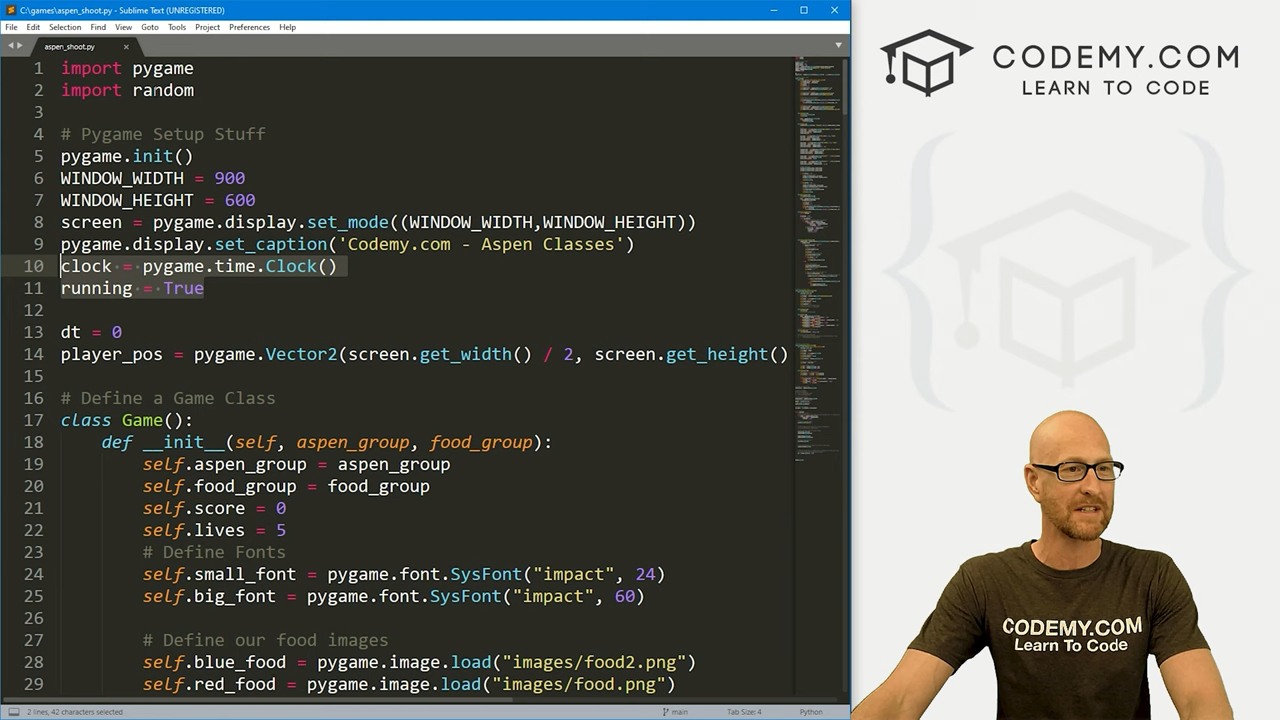 C:\games\aspen_shoot.py - Sublime Text (UNREGISTERED)
File Edit Selection Find View Goto Tools Project Preferences Help
aspen_shoot.py
1 import pygame
2 import random
3
4 # Pygame Setup Stuff
5 pygame.init()
6 WINDOW_WIDTH = 900
7 WINDOW_HEIGHT = 600
8 screen = pygame.display.set_mode((WINDOW_WIDTH,WINDOW_HEIGHT))
9 pygame.display.set_caption('Codemy.com - Aspen Classes')
10 clock = pygame.time.Clock()
11 running = True
12
13 dt = 0
14 player_pos = pygame.Vector2(screen.get_width() / 2, screen.get_height()
15
16 # Define a Game Class
17 class Game():
18 def __init__(self, aspen_group, food_group):
19 self.aspen_group = aspen_group
20 self.food_group = food_group
21 self.score = 0
22 self.lives = 5
23 # Define Fonts
24 self.small_font = pygame.font.SysFont("impact", 24)
25 self.big_font = pygame.font.SysFont("impact", 60)
26
27 # Define our food images
28 self.blue_food = pygame.image.load("images/food2.png")
29 self.red_food = pygame.image.load("images/food.png")
2 lines, 42 characters selected
main
Tab Size: 4
Python
CODEMY.COM
LEARN TO CODE
CODEMY.COM
Learn To Code